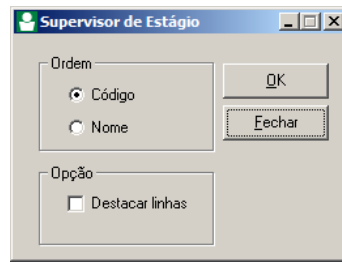 Supervisor de Estágio
Ordem
Código
Nome
OK
Fechar
Opção
Destacar linhas